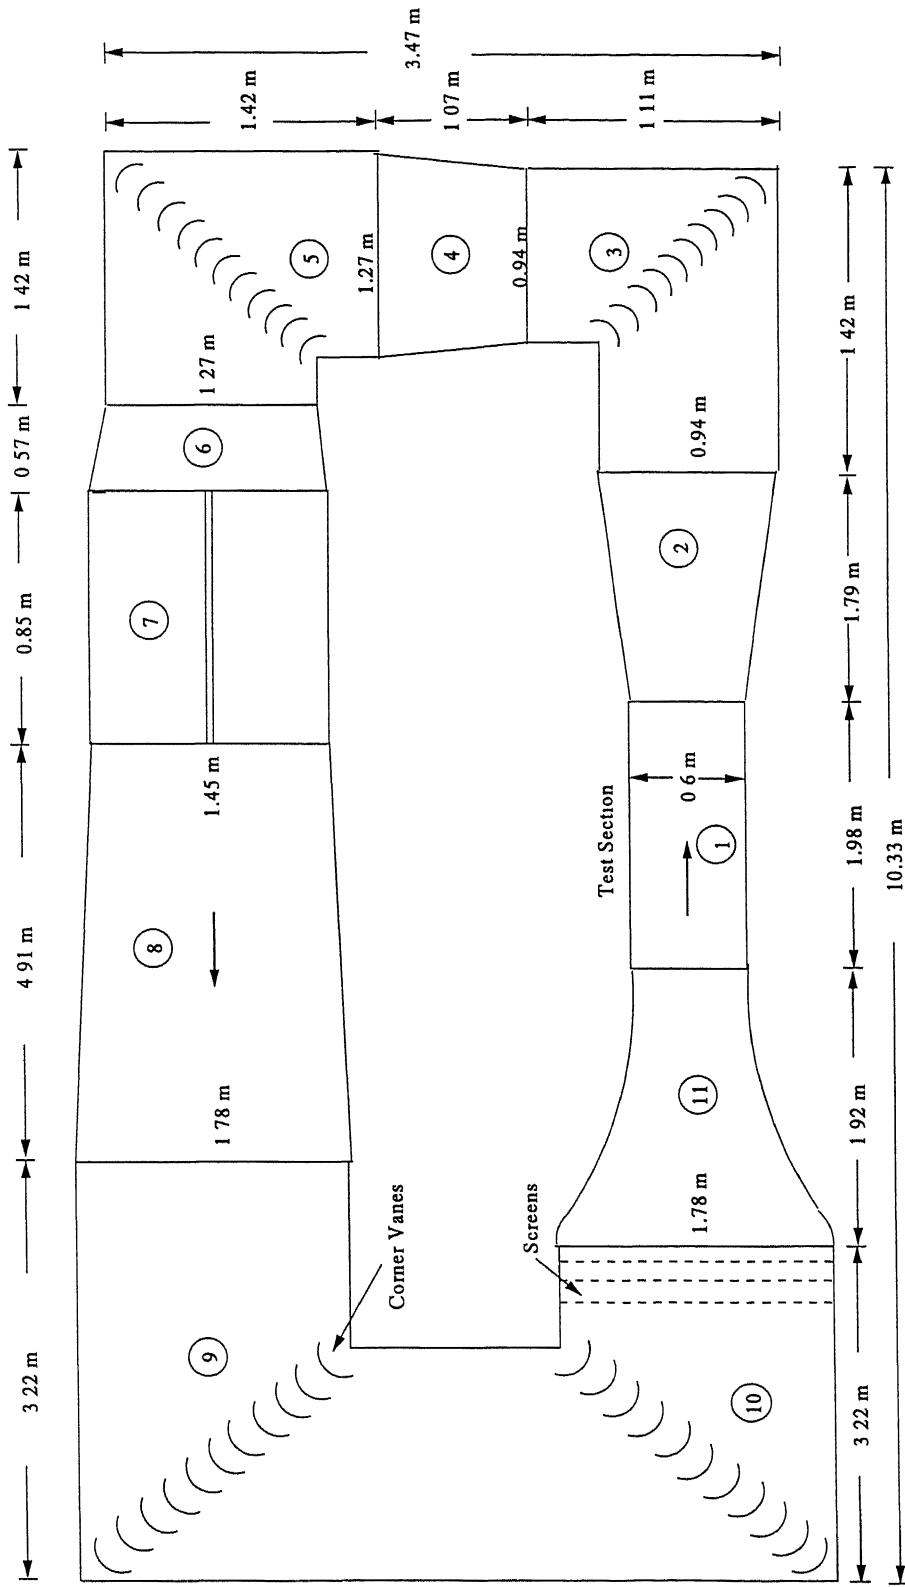 3 22 m
4 91 m
0.85 m
0 57 m
1 42 m
9
1 78 m
8
1.45 m
7
6
1 27 m
5
1.42 m
1.27 m
4
1 07 m
3.47 m
0.94 m
3
1 11 m
Corner Vanes
Screens
Test Section
10
1.78 m
11
1
0 6 m
2
0.94 m
3 22 m
1 92 m
1.98 m
1.79 m
1 42 m
10.33 m